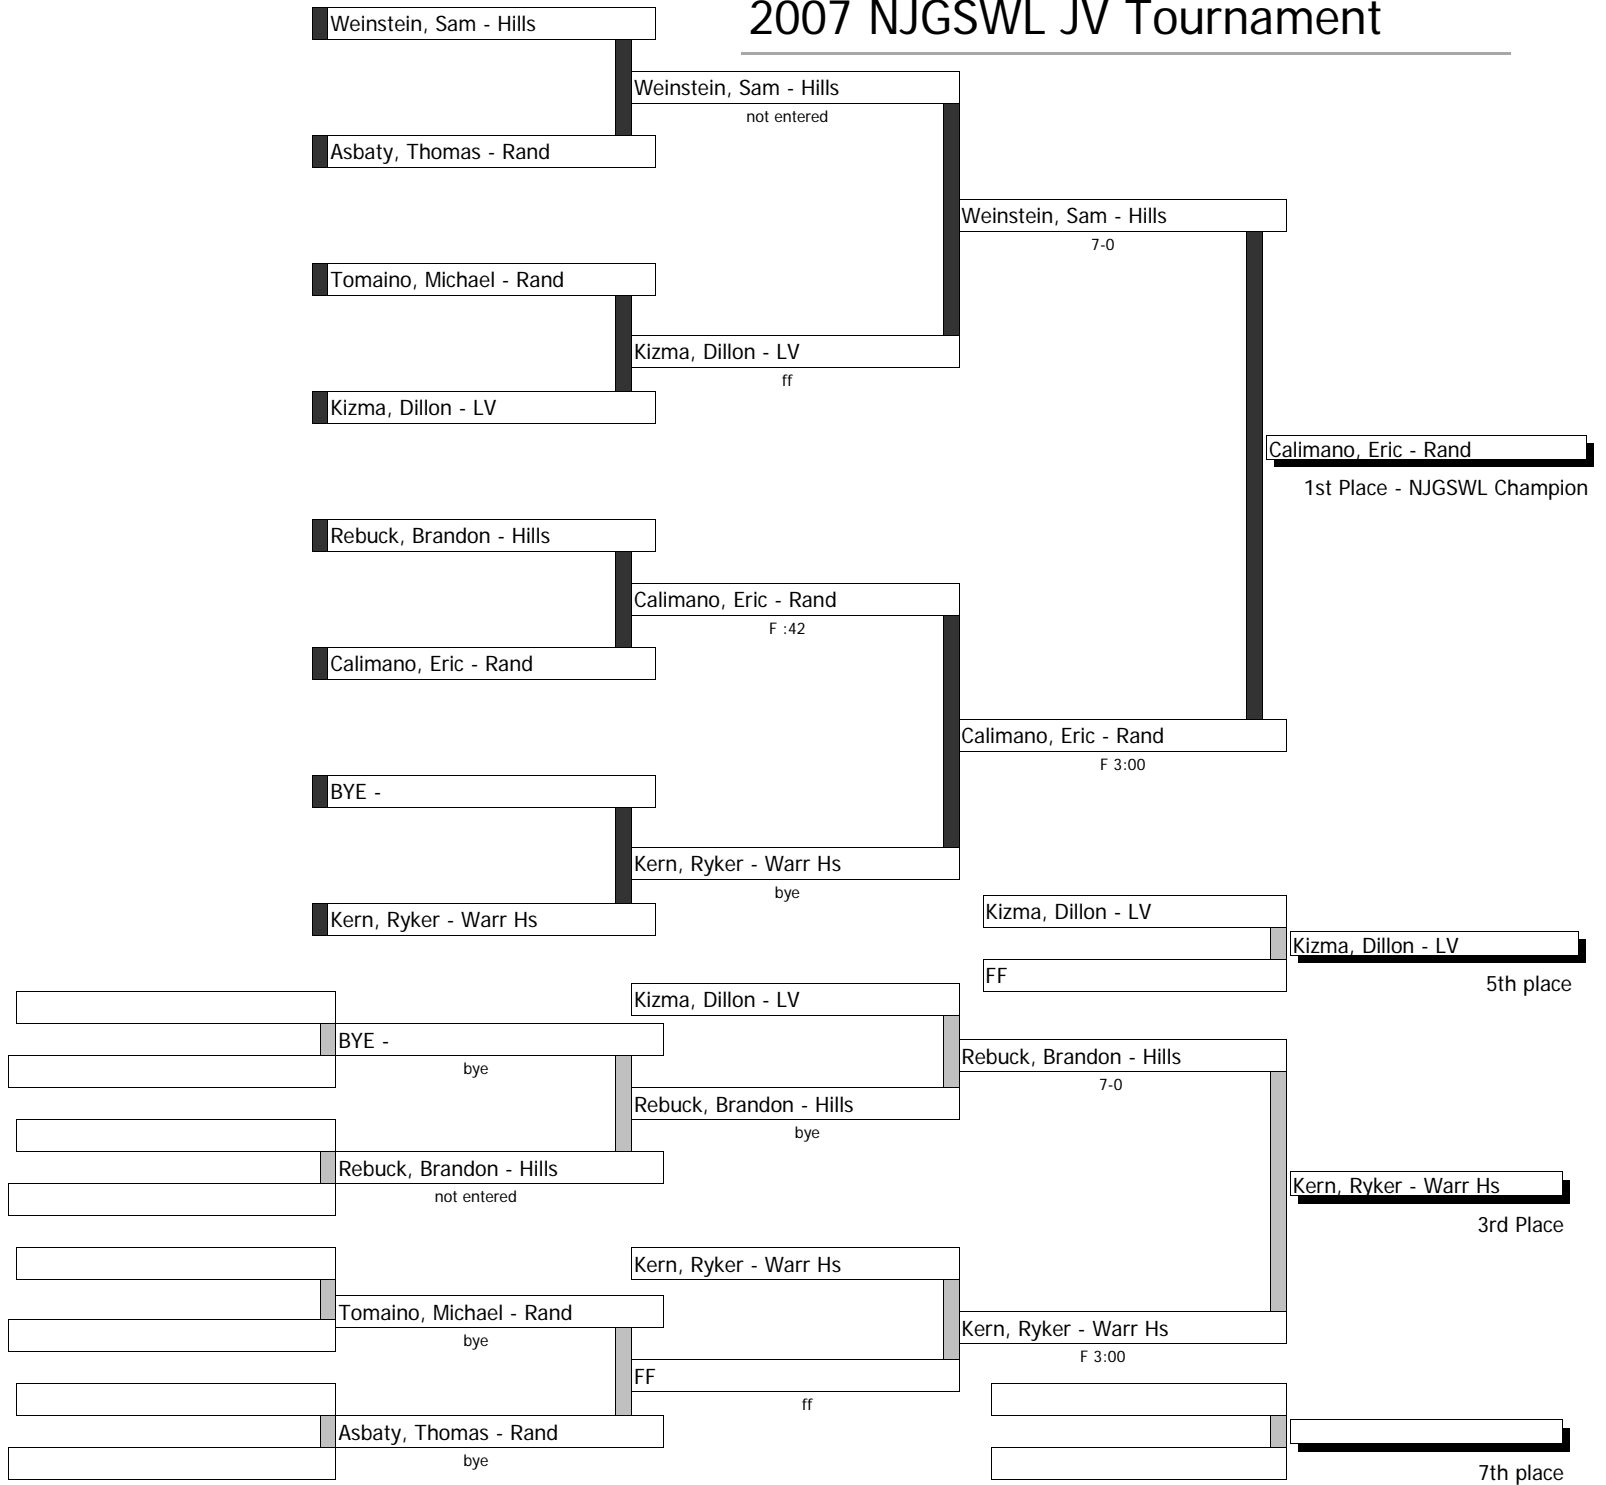 2007 NJGSWL JV Tournament
Weinstein, Sam - Hills
Weinstein, Sam - Hills
not entered
Asbaty, Thomas - Rand
Weinstein, Sam - Hills
7-0
Tomaino, Michael - Rand
Kizma, Dillon - LV
ff
Kizma, Dillon - LV
Calimano, Eric - Rand
1st Place - NJGSWL Champion
Rebuck, Brandon - Hills
Calimano, Eric - Rand
F :42
Calimano, Eric - Rand
Calimano, Eric - Rand
F 3:00
BYE -
Kern, Ryker - Warr Hs
bye
Kern, Ryker - Warr Hs
Kizma, Dillon - LV
Kizma, Dillon - LV
FF
5th place
Kizma, Dillon - LV
BYE -
bye
Rebuck, Brandon - Hills
7-0
Rebuck, Brandon - Hills
bye
Rebuck, Brandon - Hills
not entered
Kern, Ryker - Warr Hs
3rd Place
Kern, Ryker - Warr Hs
Tomaino, Michael - Rand
bye
Kern, Ryker - Warr Hs
F 3:00
FF
ff
Asbaty, Thomas - Rand
bye
7th place